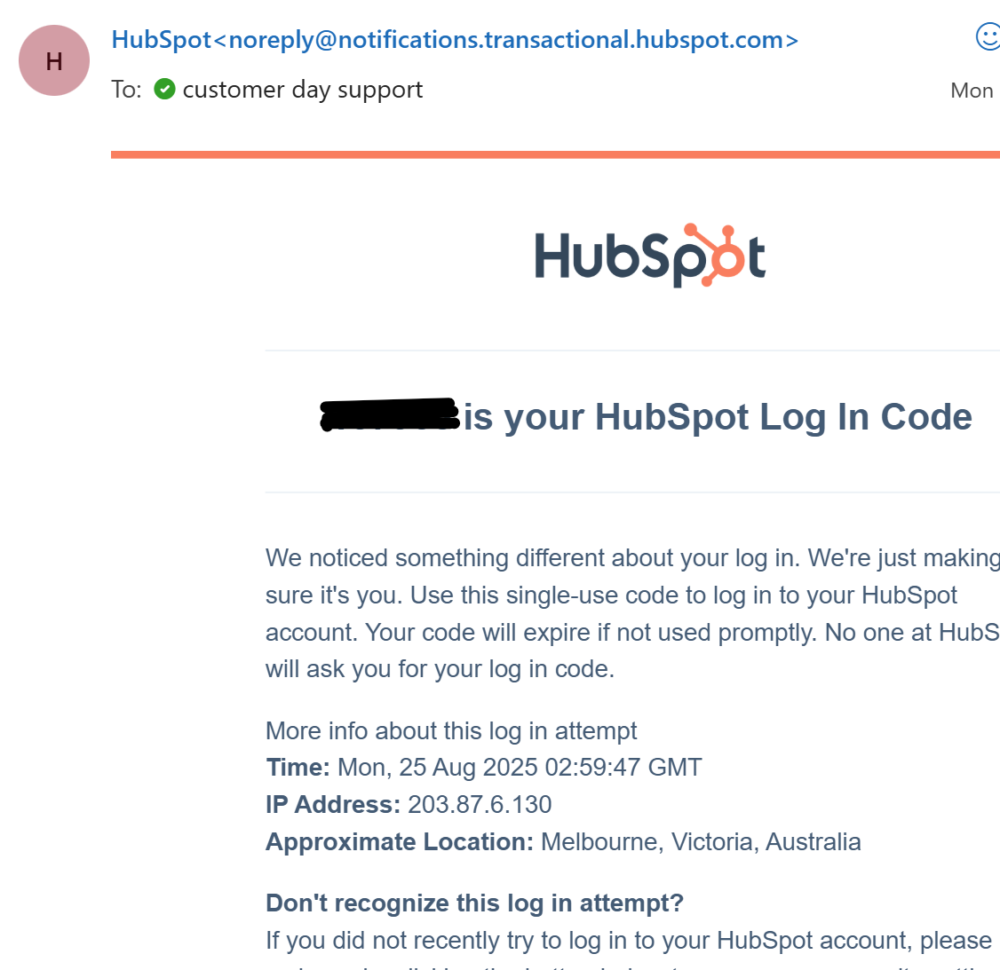 H
HubSpot<noreply@notifications.transactional.hubspot.com>
To: customer day support
Mon
HubSpot
is your HubSpot Log In Code
We noticed something different about your log in. We're just making
sure it's you. Use this single-use code to log in to your HubSpot
account. Your code will expire if not used promptly. No one at HubS
will ask you for your log in code.
More info about this log in attempt
Time: Mon, 25 Aug 2025 02:59:47 GMT
IP Address: 203.87.6.130
Approximate Location: Melbourne, Victoria, Australia
Don't recognize this log in attempt?
If you did not recently try to log in to your HubSpot account, please